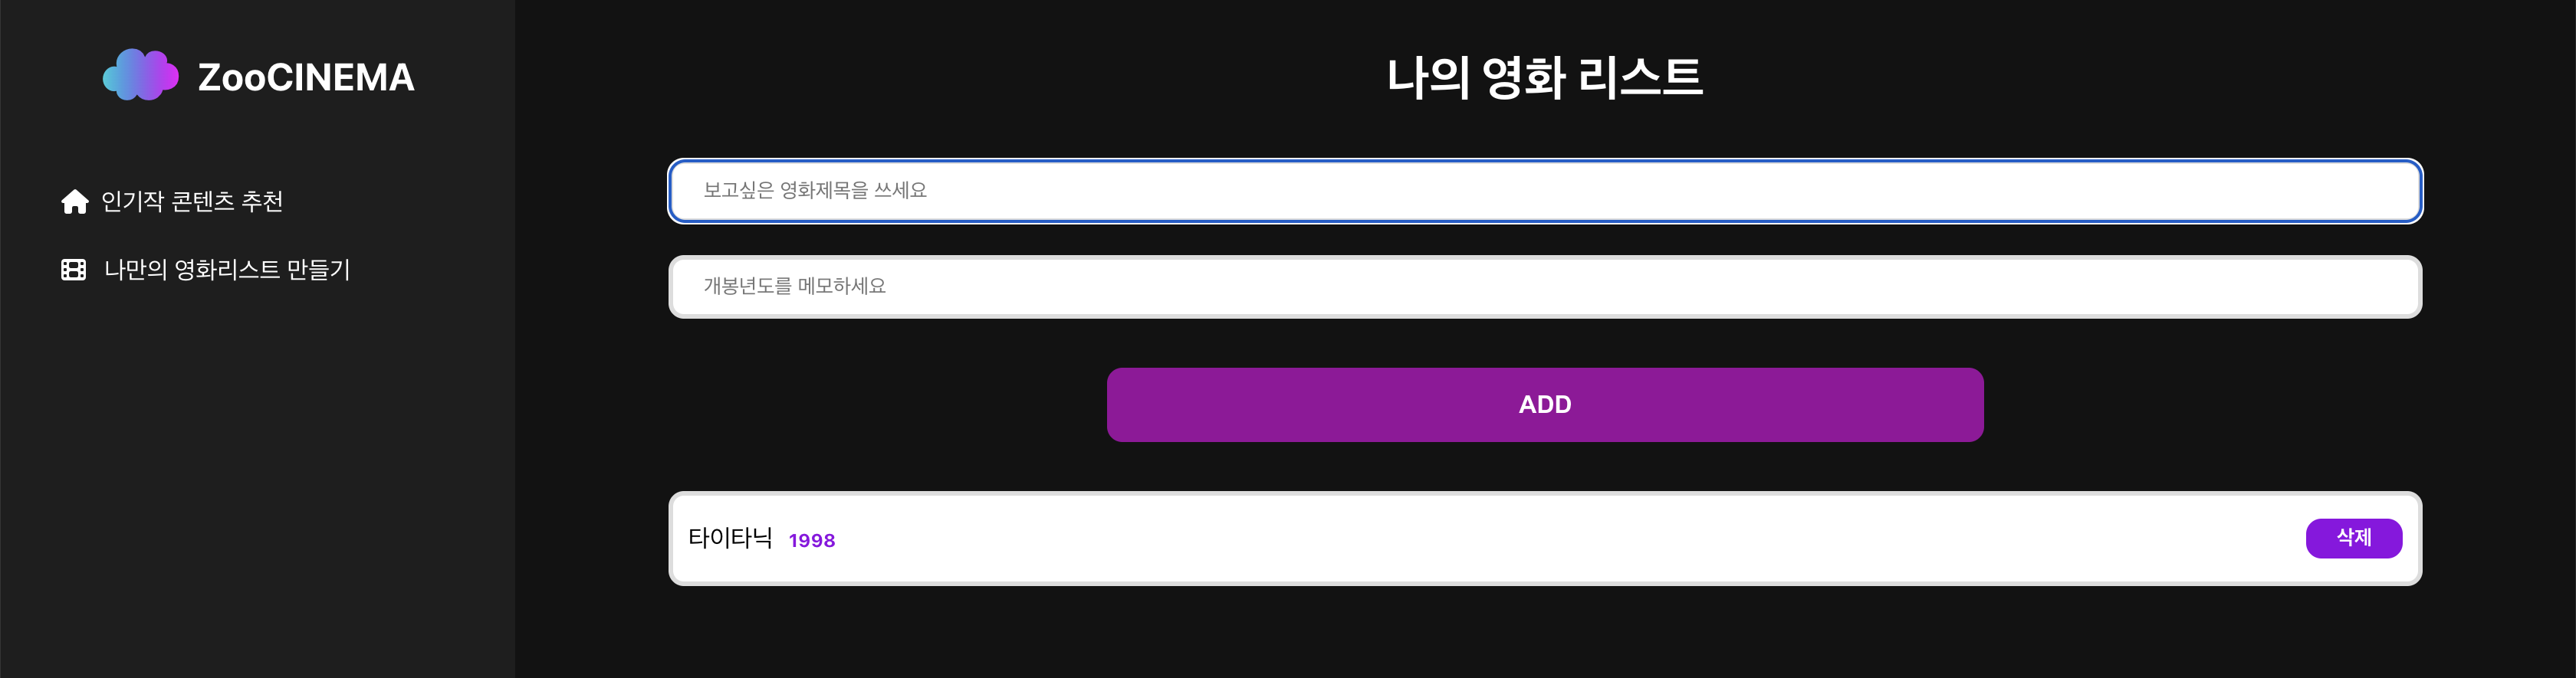 ZooCINEMA
인기작 콘텐츠 추천
나만의 영화리스트 만들기
나의 영화 리스트
보고싶은 영화제목을 쓰세요
개봉년도를 메모하세요
ADD
타이타닉 1998
삭제